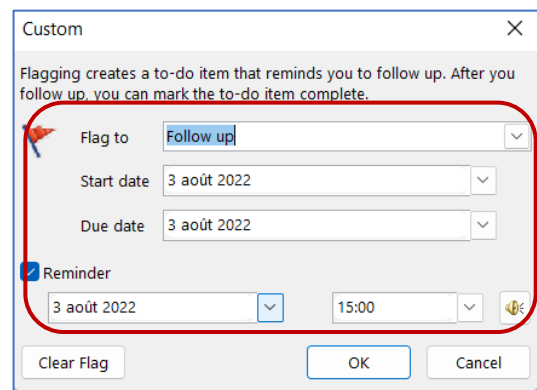 Custom
Flagging creates a to-do item that reminds you to follow up. After you
follow up, you can mark the to-do item complete.
Flag to Follow up
Start date 3 août 2022
Due date 3 août 2022
Reminder
3 août 2022 15:00
Clear Flag OK Cancel